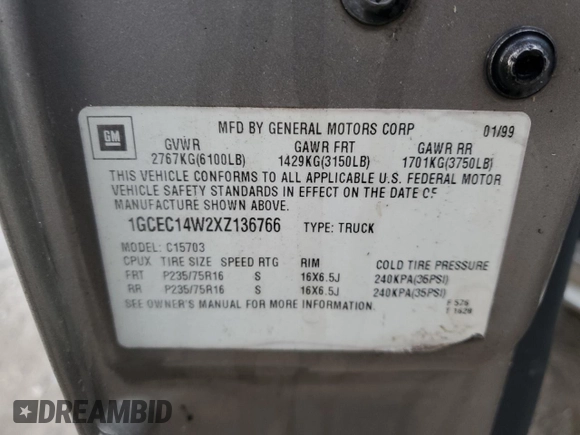 MFD BY GENERAL MOTORS CORP 01/99
GM
GVWR GAWR FRT GAWR RR
2767KG(6100LB) 1429KG(3150LB) 1701KG(3750LB)
THIS VEHICLE CONFORMS TO ALL APPLICABLE U.S. FEDERAL MOTOR
VEHICLE SAFETY STANDARDS IN EFFECT ON THE DATE OF
MANUFACTURE SHOWN ABOVE.
1GCEC14W2XZ136766 TYPE: TRUCK
MODEL: C15703
CPUX TIRE SIZE SPEED RTG RIM COLD TIRE PRESSURE
FRT P235/75R16 S 16X6.5J 240KPA(35PSI)
RR P235/75R16 S 16X6.5J 240KPA(35PSI)
SEE OWNER'S MANUAL FOR MORE INFORMATION.
DREAMBID